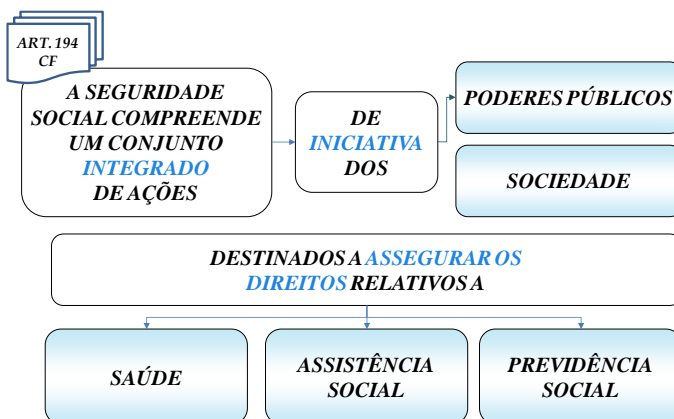 ART. 194
CF
A SEGURIDADE
SOCIAL COMPREENDE
UM CONJUNTO
INTEGRADO
DE AÇÕES
DE
INICIATIVA
DOS
PODERES PÚBLICOS
SOCIEDADE
DESTINADOS A ASSEGURAR OS
DIREITOS RELATIVOS A
SAÚDE
ASSISTÊNCIA
SOCIAL
PREVIDÊNCIA
SOCIAL